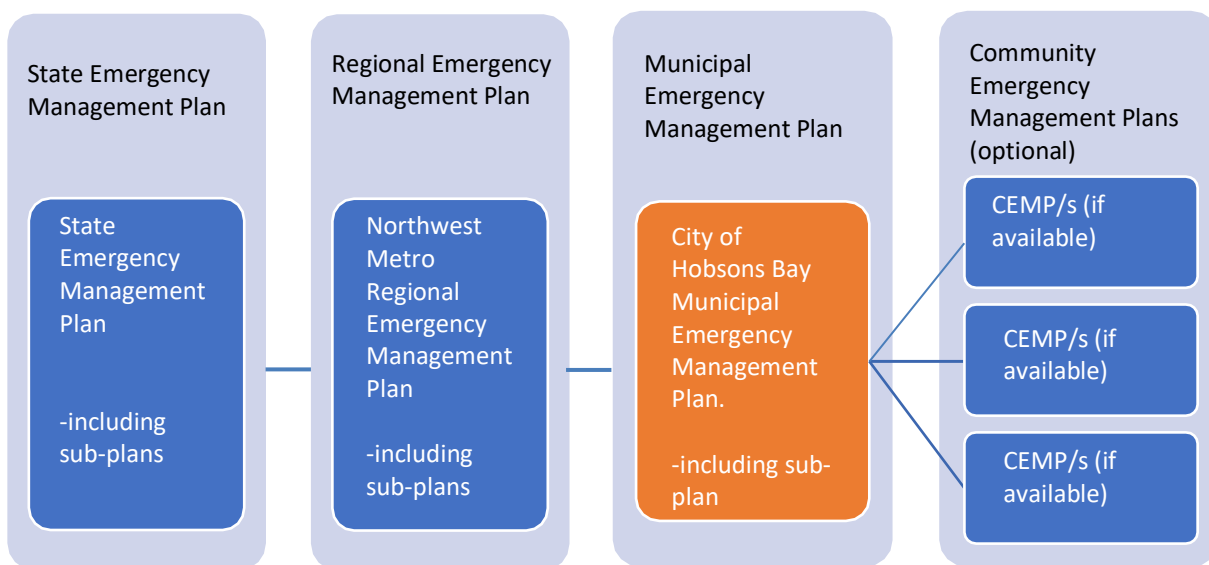 State Emergency
Management Plan
State
Emergency
Management
Plan
-including
sub-plans
Regional Emergency
Management Plan
Northwest
Metro
Regional
Emergency
Management
Plan
-including
sub-plans
Municipal
Emergency
Management Plan
City of
Hobsons Bay
Municipal
Emergency
Management
Plan.
-including sub-
plan
Community
Emergency
Management Plans
(optional)
CEMP/s (if
available)
CEMP/s (if
available)
CEMP/s (if
available)